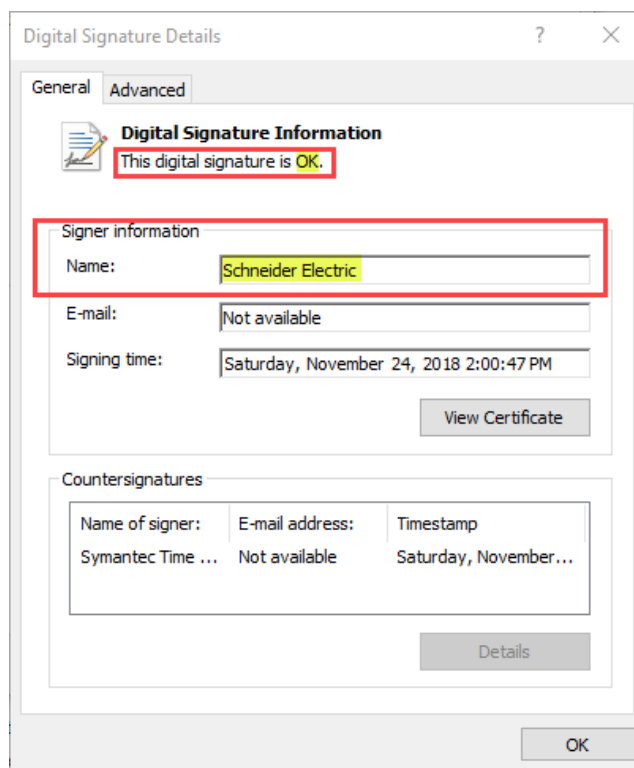 Digital Signature Details ? ×
General Advanced
Digital Signature Information
This digital signature is OK.
Signer information
Name: Schneider Electric
E-mail: Not available
Signing time: Saturday, November 24, 2018 2:00:47 PM
View Certificate
Countersignatures
Name of signer: E-mail address: Timestamp
Symantec Time ... Not available Saturday, November...
Details
OK